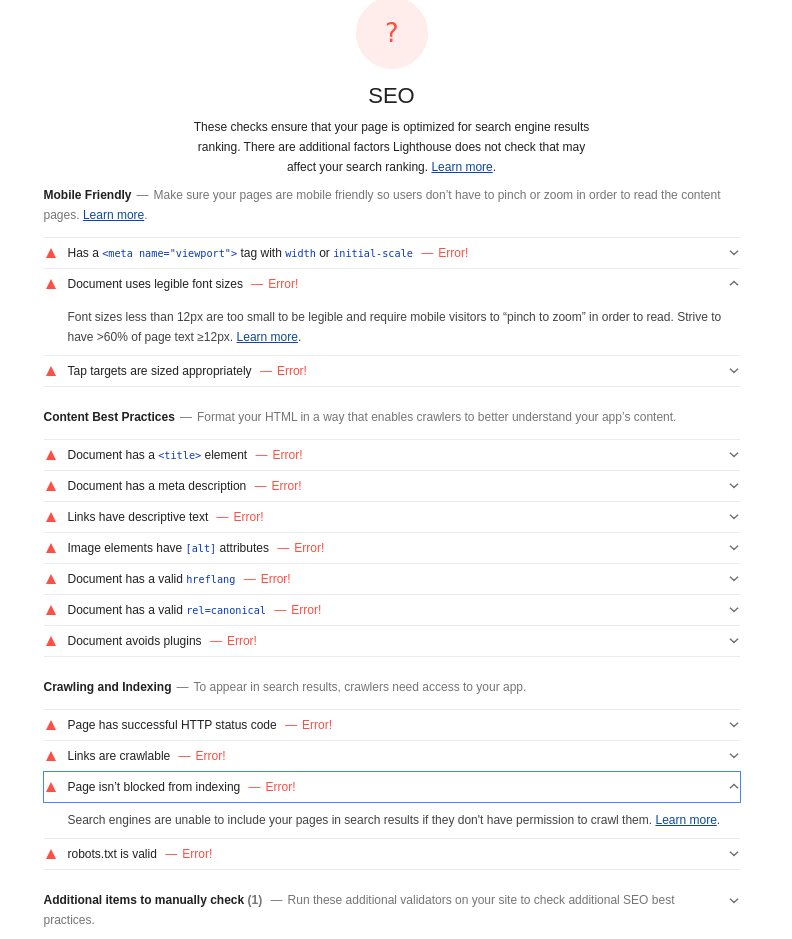 ?
SEO
These checks ensure that your page is optimized for search engine results
ranking. There are additional factors Lighthouse does not check that may
affect your search ranking. Learn more.
Mobile Friendly — Make sure your pages are mobile friendly so users don’t have to pinch or zoom in order to read the content
pages. Learn more.
Has a <meta name="viewport"> tag with width or initial-scale — Error!
Document uses legible font sizes — Error!
Font sizes less than 12px are too small to be legible and require mobile visitors to “pinch to zoom” in order to read. Strive to
have >60% of page text ≥12px. Learn more.
Tap targets are sized appropriately — Error!
Content Best Practices — Format your HTML in a way that enables crawlers to better understand your app’s content.
Document has a <title> element — Error!
Document has a meta description — Error!
Links have descriptive text — Error!
Image elements have [alt] attributes — Error!
Document has a valid hreflang — Error!
Document has a valid rel=canonical — Error!
Document avoids plugins — Error!
Crawling and Indexing — To appear in search results, crawlers need access to your app.
Page has successful HTTP status code — Error!
Links are crawlable — Error!
Page isn’t blocked from indexing — Error!
Search engines are unable to include your pages in search results if they don't have permission to crawl them. Learn more.
robots.txt is valid — Error!
Additional items to manually check (1) — Run these additional validators on your site to check additional SEO best
practices.